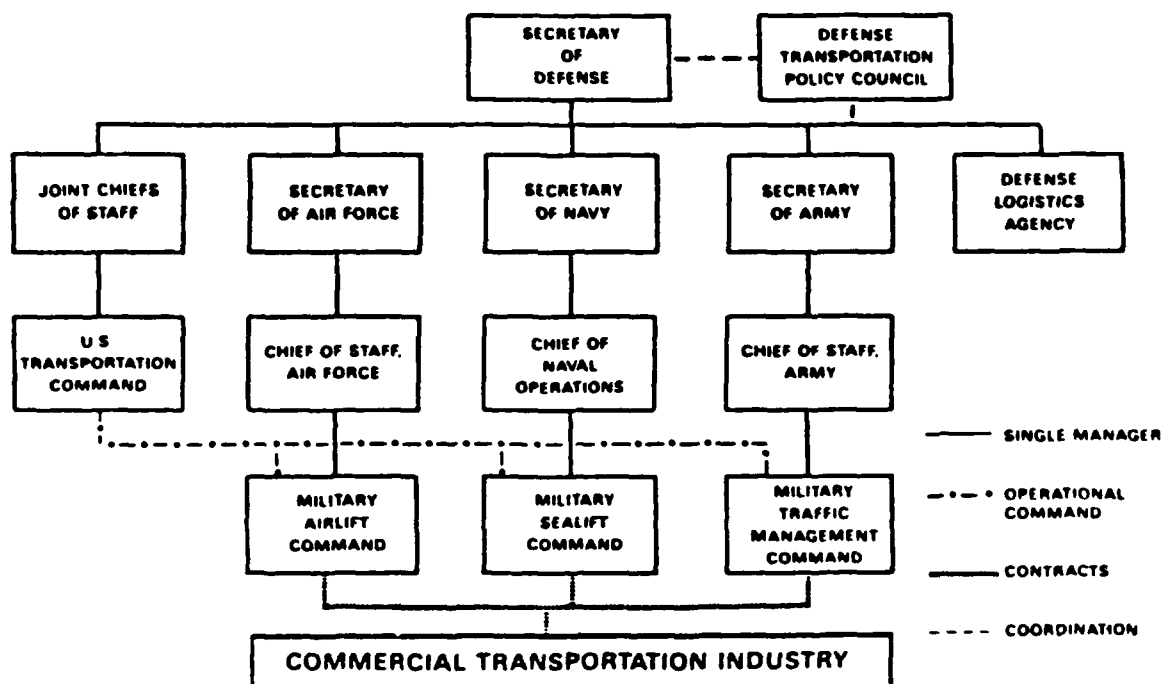 SECRETARY
OF
DEFENSE
DEFENSE
TRANSPORTATION
POLICY COUNCIL
JOINT CHIEFS
OF STAFF
SECRETARY
OF AIR FORCE
SECRETARY
OF NAVY
SECRETARY
OF ARMY
DEFENSE
LOGISTICS
AGENCY
U S
TRANSPORTATION
COMMAND
CHIEF OF STAFF,
AIR FORCE
CHIEF OF
NAVAL
OPERATIONS
CHIEF OF STAFF,
ARMY
MILITARY
AIRLIFT
COMMAND
MILITARY
SEALIFT
COMMAND
MILITARY
TRAFFIC
MANAGEMENT
COMMAND
SINGLE MANAGER
OPERATIONAL
COMMAND
CONTRACTS
COORDINATION
COMMERCIAL TRANSPORTATION INDUSTRY